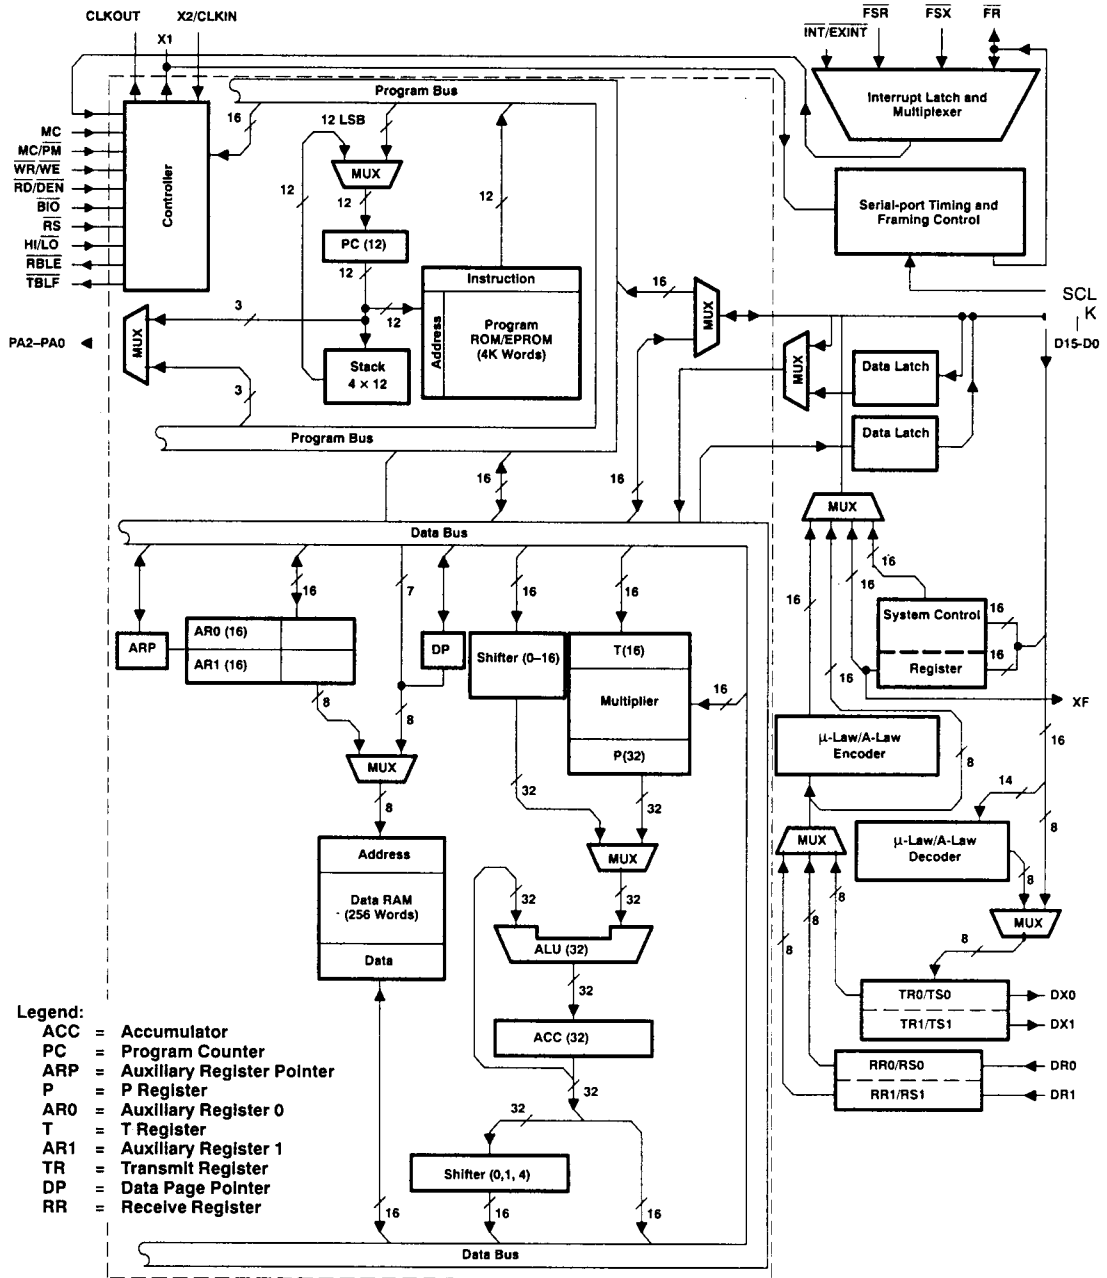 CLKOUT
X2/CLKIN
X1
FSR
FSX
FR
INT/EXINT
Program Bus
Interrupt Latch and
Multiplexer
16
12 LSB
MUX
12
12
12
MC
MC/PM
WR/WE
RD/DEN
BIO
RS
HI/LO
RBLE
TBLF
Controller
PC (12)
12
Serial-port Timing and
Framing Control
Instruction
Address
Program
ROM/EPROM
(4K Words)
12
Stack
4 × 12
3
MUX
PA2–PA0
3
16
MUX
SCL
K
D15-D0
MUX
Data Latch
Data Latch
Program Bus
16
16
MUX
Data Bus
16
7
16
16
16
16
16
16
System Control
Register
16
16
ARP
AR0 (16)
AR1 (16)
DP
Shifter (0–16)
T(16)
Multiplier
P(32)
16
XF
8
8
MUX
8
μ-Law/A-Law
Encoder
8
16
14
8
32
32
MUX
MUX
μ-Law/A-Law
Decoder
8
Address
Data RAM
(256 Words)
Data
32
32
ALU (32)
32
8
8
8
MUX
8
ACC (32)
32
TR0/TS0
TR1/TS1
DX0
DX1
RR0/RS0
RR1/RS1
DR0
DR1
32
Shifter (0,1, 4)
16
16
16
Data Bus
Legend:
ACC = Accumulator
PC = Program Counter
ARP = Auxiliary Register Pointer
P = P Register
AR0 = Auxiliary Register 0
T = T Register
AR1 = Auxiliary Register 1
TR = Transmit Register
DP = Data Page Pointer
RR = Receive Register